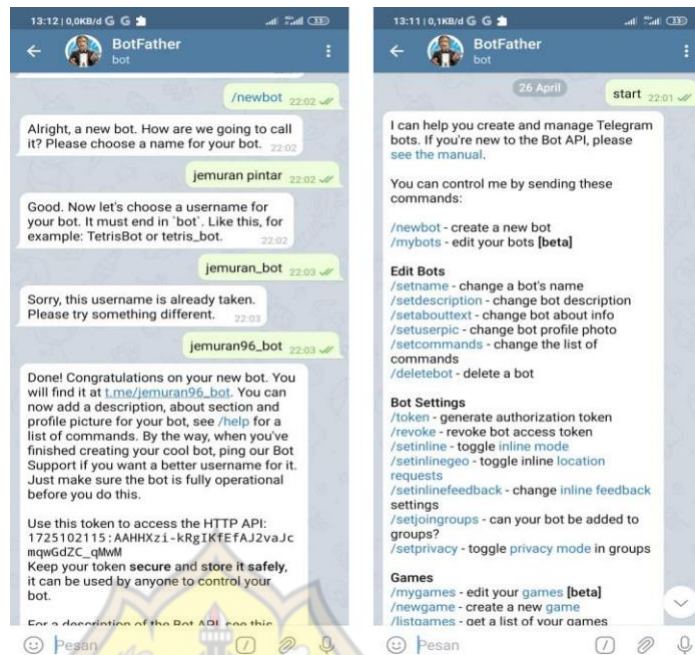 13:12 | 0,0KB/d G G
BotFather
bot
/newbot 22:02
Alright, a new bot. How are we going to call
it? Please choose a name for your bot. 22:02
jemuran pintar 22:02
Good. Now let's choose a username for
your bot. It must end in `bot`. Like this, for
example: TetrisBot or tetris_bot. 22:02
jemuran_bot 22:03
Sorry, this username is already taken.
Please try something different. 22:03
jemuran96_bot 22:03
Done! Congratulations on your new bot. You
will find it at t.me/jemuran96_bot. You can
now add a description, about section and
profile picture for your bot, see /help for a
list of commands. By the way, when you've
finished creating your cool bot, ping our Bot
Support if you want a better username for it.
Just make sure the bot is fully operational
before you do this.
Use this token to access the HTTP API:
1725102115:AAHHXzi-kRgIKfEfAJ2vaJc
mqwGdZC_qMwM
Keep your token secure and store it safely,
it can be used by anyone to control your
bot.
For a description of the Bot API, see this
Pesan
13:11 | 0,1KB/d G G
BotFather
bot
26 April
start 22:01
I can help you create and manage Telegram
bots. If you're new to the Bot API, please
see the manual.
You can control me by sending these
commands:
/newbot - create a new bot
/mybots - edit your bots [beta]
Edit Bots
/setname - change a bot's name
/setdescription - change bot description
/setabouttext - change bot about info
/setuserpic - change bot profile photo
/setcommands - change the list of
commands
/deletebot - delete a bot
Bot Settings
/token - generate authorization token
/revoke - revoke bot access token
/setinline - toggle inline mode
/setinlinegeo - toggle inline location
requests
/setinlinefeedback - change inline feedback
settings
/setjoingroups - can your bot be added to
groups?
/setprivacy - toggle privacy mode in groups
Games
/mygames - edit your games [beta]
/newgame - create a new game
/listgames - get a list of your games
Pesan